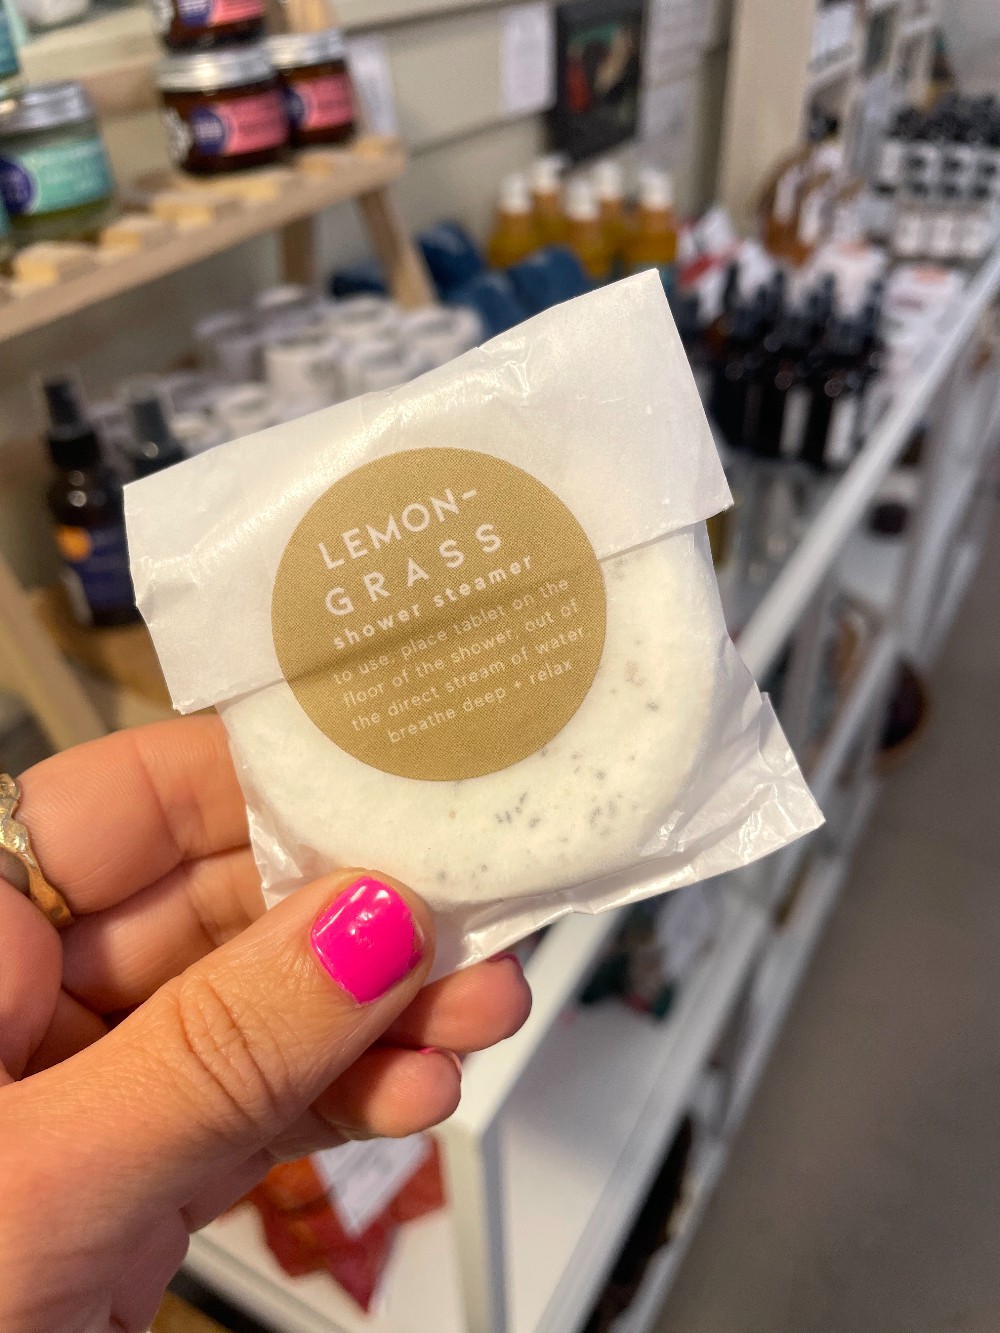 LEMON-
GRASS
shower steamer
to use, place tablet on the
floor of the shower, out of
the direct stream of water.
breathe deep + relax